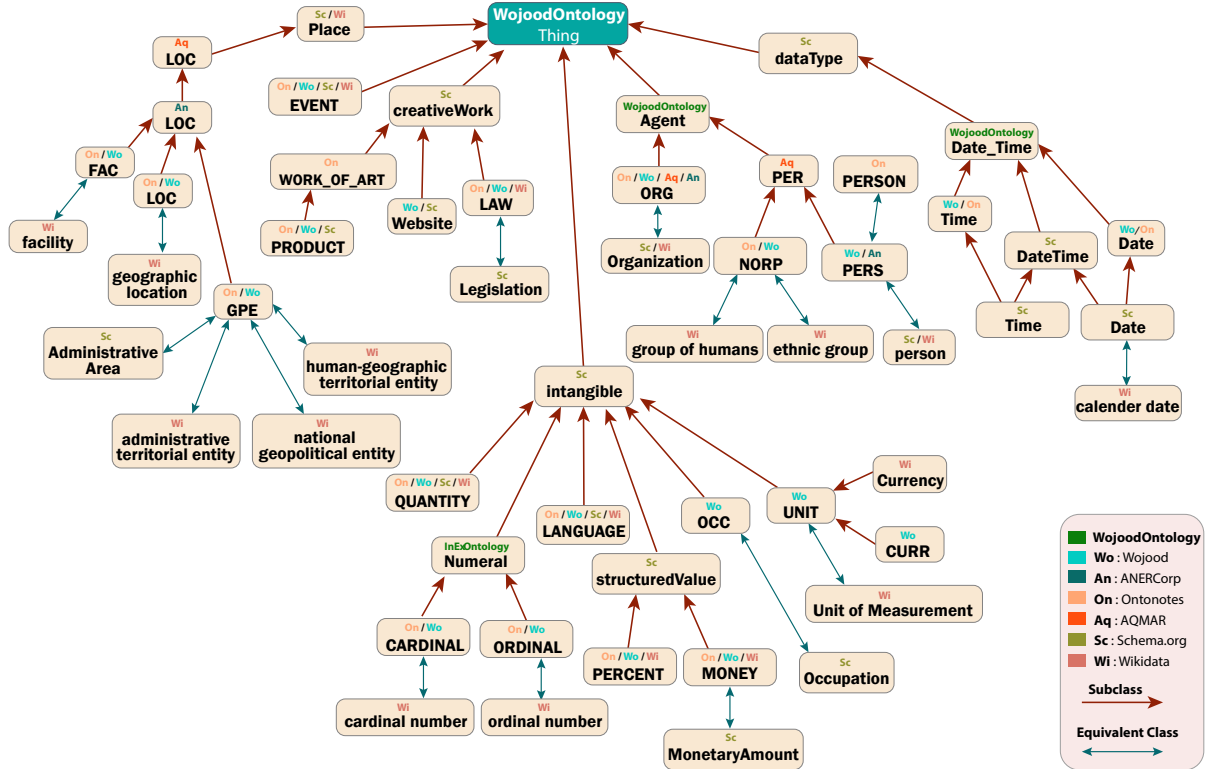 WojoodOntology
Thing
Sc / Wi
Place
Aq
LOC
An
LOC
On / Wo
FAC
On / Wo
LOC
Wi
facility
Wi
geographic
location
On / Wo
GPE
Sc
Administrative
Area
Wi
human-geographic
territorial entity
Wi
administrative
territorial entity
Wi
national
geopolitical entity
On / Wo / Sc / Wi
EVENT
Sc
creativeWork
On
WORK_OF_ART
On / Wo / Sc
PRODUCT
Wo / Sc
Website
On / Wo / Wi
LAW
Sc
Legislation
WojoodOntology
Agent
On / Wo / Aq / An
ORG
Sc / Wi
Organization
Aq
PER
On
PERSON
On / Wo
NORP
Wo / An
PERS
Wi
group of humans
Wi
ethnic group
Sc / Wi
person
Sc
dataType
WojoodOntology
Date_Time
Wo / On
Time
Sc
DateTime
Wo/On
Date
Sc
Time
Sc
Date
Wi
calender date
Sc
intangible
On / Wo / Sc / Wi
QUANTITY
InExOntology
Numeral
On / Wo
CARDINAL
On / Wo
ORDINAL
Wi
cardinal number
Wi
ordinal number
On / Wo / Sc / Wi
LANGUAGE
Sc
structuredValue
On / Wo / Wi
PERCENT
On / Wo / Wi
MONEY
Sc
MonetaryAmount
Wo
OCC
Sc
Occupation
Wo
UNIT
Wi
Currency
Wo
CURR
Wi
Unit of Measurement
WojoodOntology
Wo : Wojood
An : ANERCorp
On : Ontonotes
Aq : AQMAR
Sc : Schema.org
Wi : Wikidata
Subclass
Equivalent Class